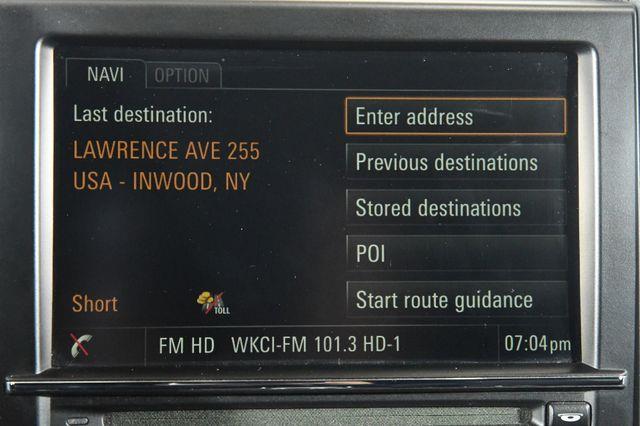 NAVI
OPTION
Last destination:
LAWRENCE AVE 255
USA - INWOOD, NY
Enter address
Previous destinations
Stored destinations
POI
Start route guidance
Short
TOLL
FM HD WKCI-FM 101.3 HD-1
07:04pm